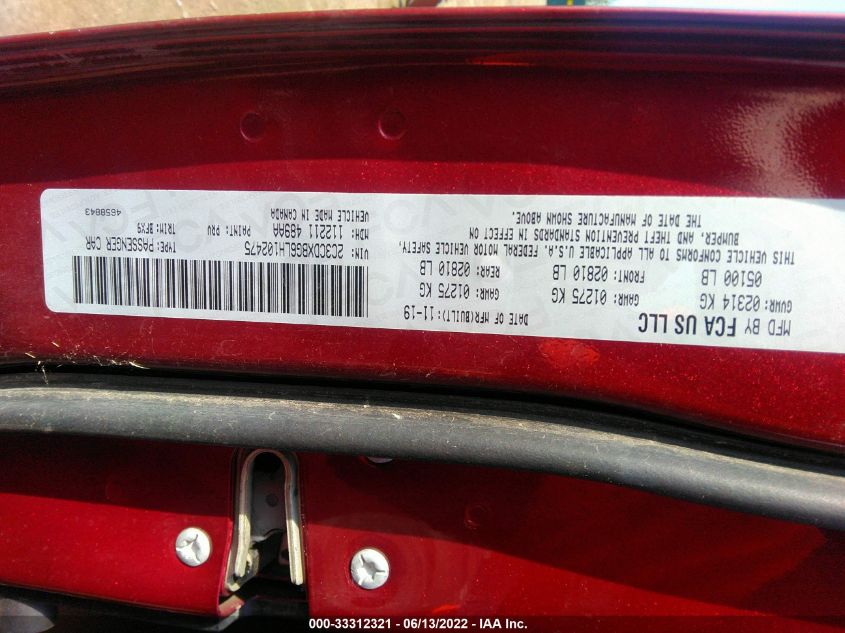 MFD BY FCA US LLC
DATE OF MFR(BUILT): 11-19
GVWR: 02314 KG
GAWR: 01275 KG
GAWR: 01275 KG
05100 LB
FRONT: 02810 LB
REAR: 02810 LB
THIS VEHICLE CONFORMS TO ALL APPLICABLE U.S.A. FEDERAL MOTOR VEHICLE SAFETY,
BUMPER, AND THEFT PREVENTION STANDARDS IN EFFECT ON
THE DATE OF MANUFACTURE SHOWN ABOVE.
VIN: 2C3CDXBG6LH102475
TYPE: PASSENGER CAR
MDH: 112211 489AA
PAINT: PRV
TRIM: BFX9
VEHICLE MADE IN CANADA
4658843
000-33312321 - 06/13/2022 - IAA Inc.